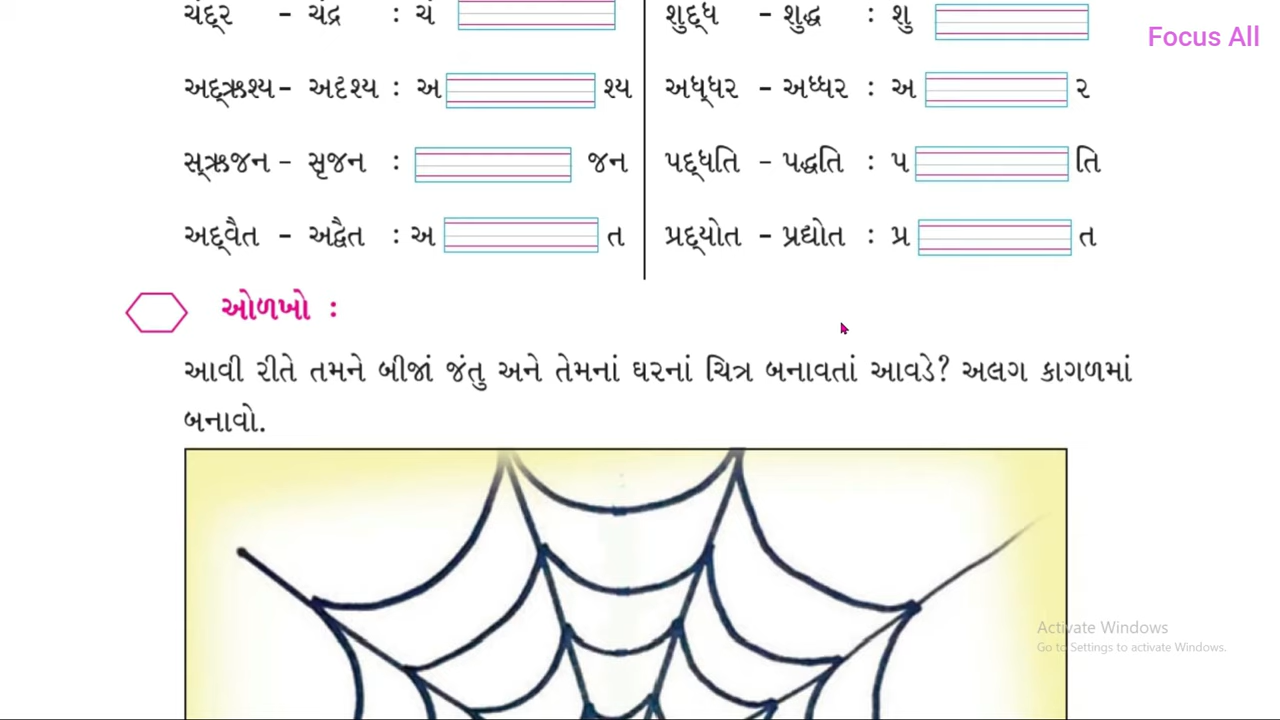 ચંદ્‌ર - ચંદ્ર : ચં
શુદ્‌ધ - શુદ્ધ : શુ
Focus All
અદ્‌ઋશ્ય- અદૃશ્ય : અ શ્ય
અધ્‌ધર - અધ્ધર : અ ર
સ્‌ઋજન - સૃજન : જન
પદ્‌ધતિ - પદ્ધતિ : પ તિ
અદ્‌વૈત - અદ્વૈત : અ ત
પ્રદ્‌યોત - પ્રદ્યોત : પ્ર ત
ઓળખો :
આવી રીતે તમને બીજાં જંતુ અને તેમનાં ઘરનાં ચિત્ર બનાવતાં આવડે? અલગ કાગળમાં
બનાવો.
Activate Windows
Go to Settings to activate Windows.